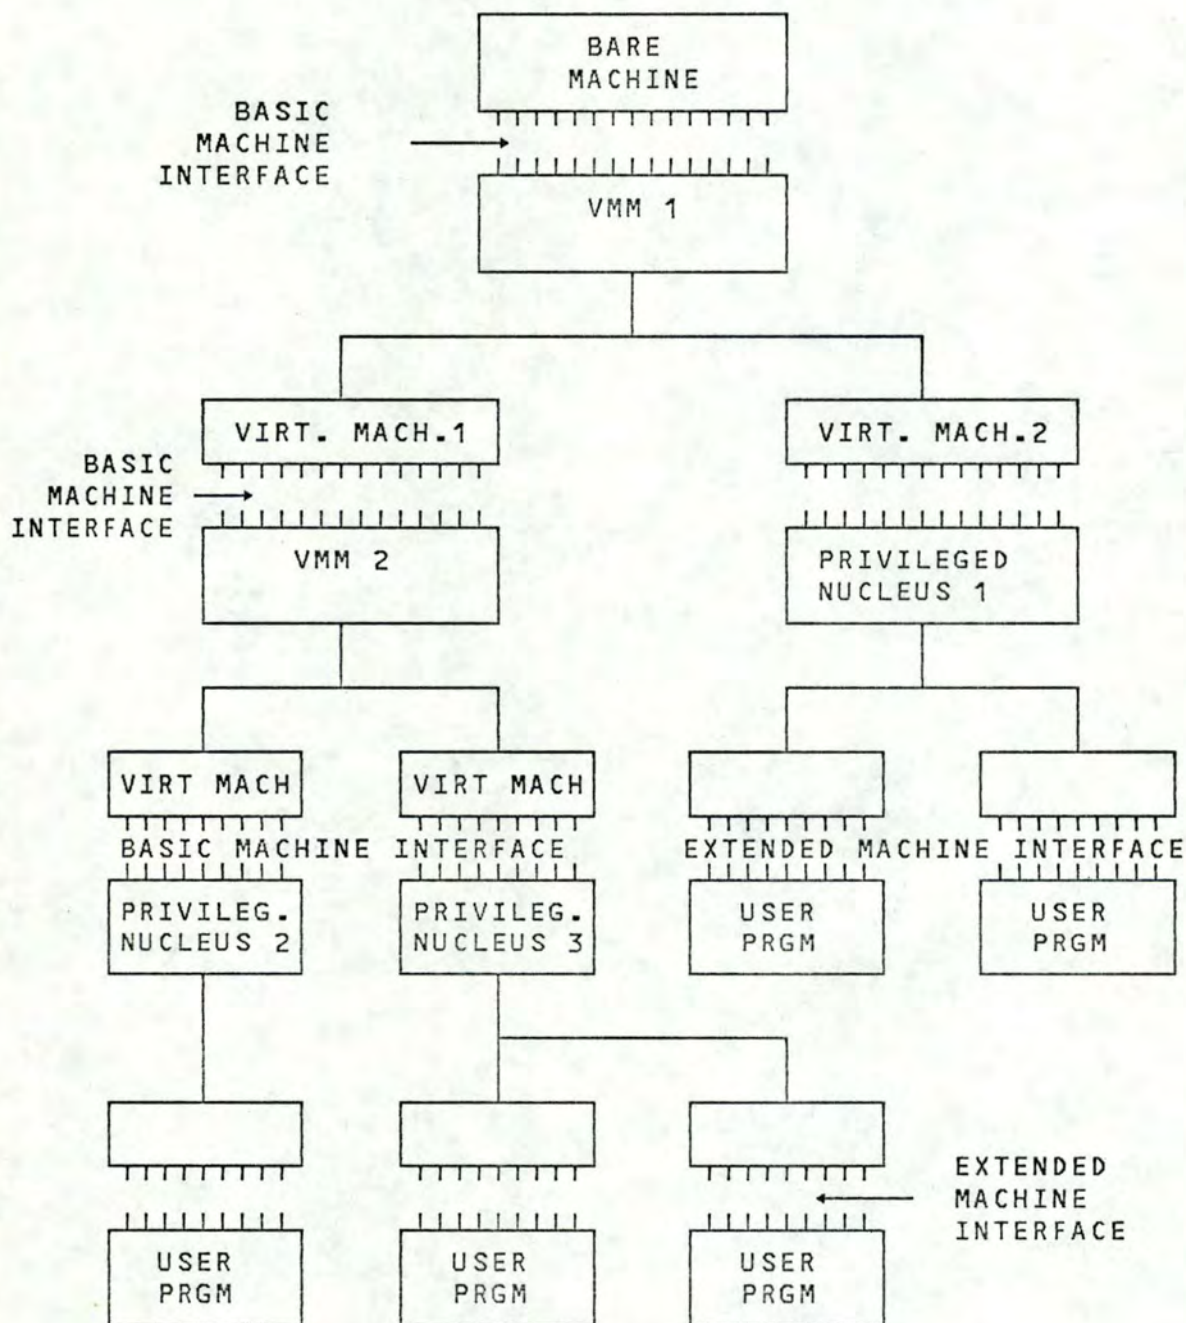 BARE
MACHINE
BASIC
MACHINE
INTERFACE
VMM 1
VIRT. MACH.1
VIRT. MACH.2
BASIC
MACHINE
INTERFACE
VMM 2
PRIVILEGED
NUCLEUS 1
VIRT MACH
VIRT MACH
BASIC MACHINE INTERFACE
EXTENDED MACHINE INTERFACE
PRIVILEG.
NUCLEUS 2
PRIVILEG.
NUCLEUS 3
USER
PRGM
USER
PRGM
EXTENDED
MACHINE
INTERFACE
USER
PRGM
USER
PRGM
USER
PRGM